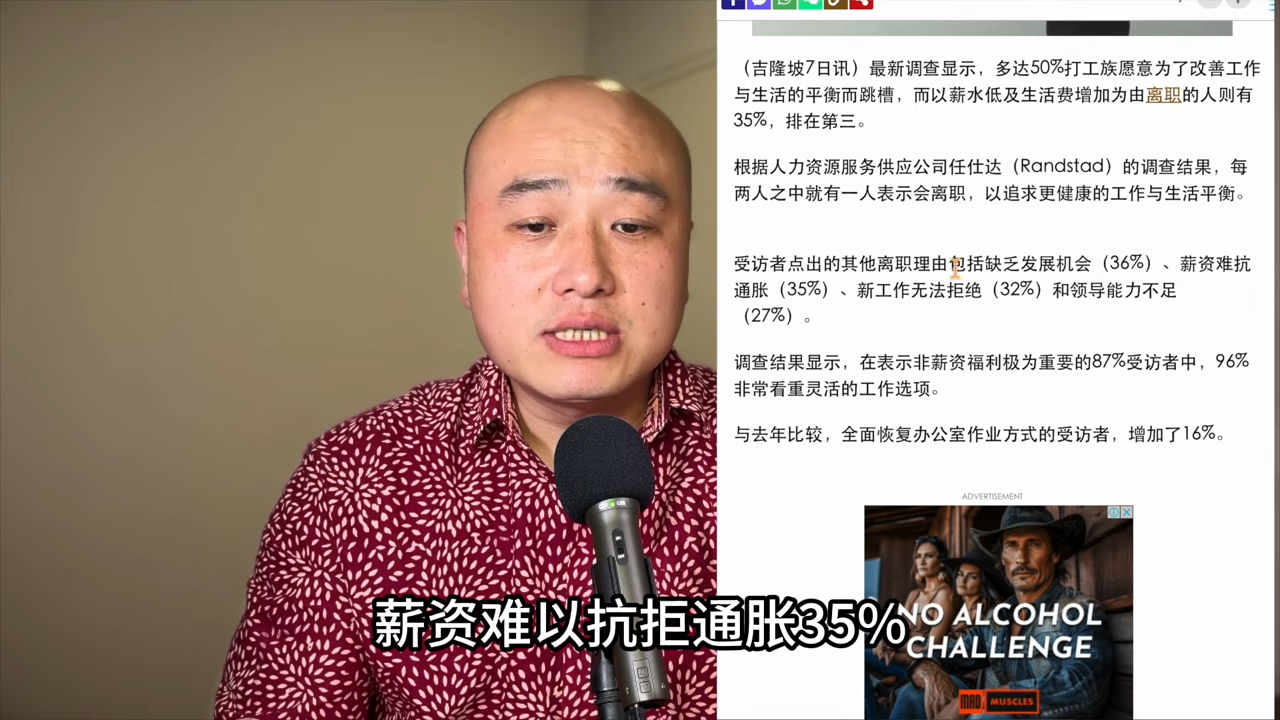 （吉隆坡7日讯）最新调查显示，多达50%打工族愿意为了改善工作
与生活的平衡而跳槽，而以薪水低及生活费增加为由离职的人则有
35%，排在第三。
根据人力资源服务供应公司任仕达（Randstad）的调查结果，每
两人之中就有一人表示会离职，以追求更健康的工作与生活平衡。
受访者点出的其他离职理由包括缺乏发展机会（36%）、薪资难抗
通胀（35%）、新工作无法拒绝（32%）和领导能力不足
（27%）。
调查结果显示，在表示非薪资福利极为重要的87%受访者中，96%
非常看重灵活的工作选项。
与去年比较，全面恢复办公室作业方式的受访者，增加了16%。
ADVERTISEMENT
NO ALCOHOL
CHALLENGE
MAD MUSCLES
薪资难以抗拒通胀35%